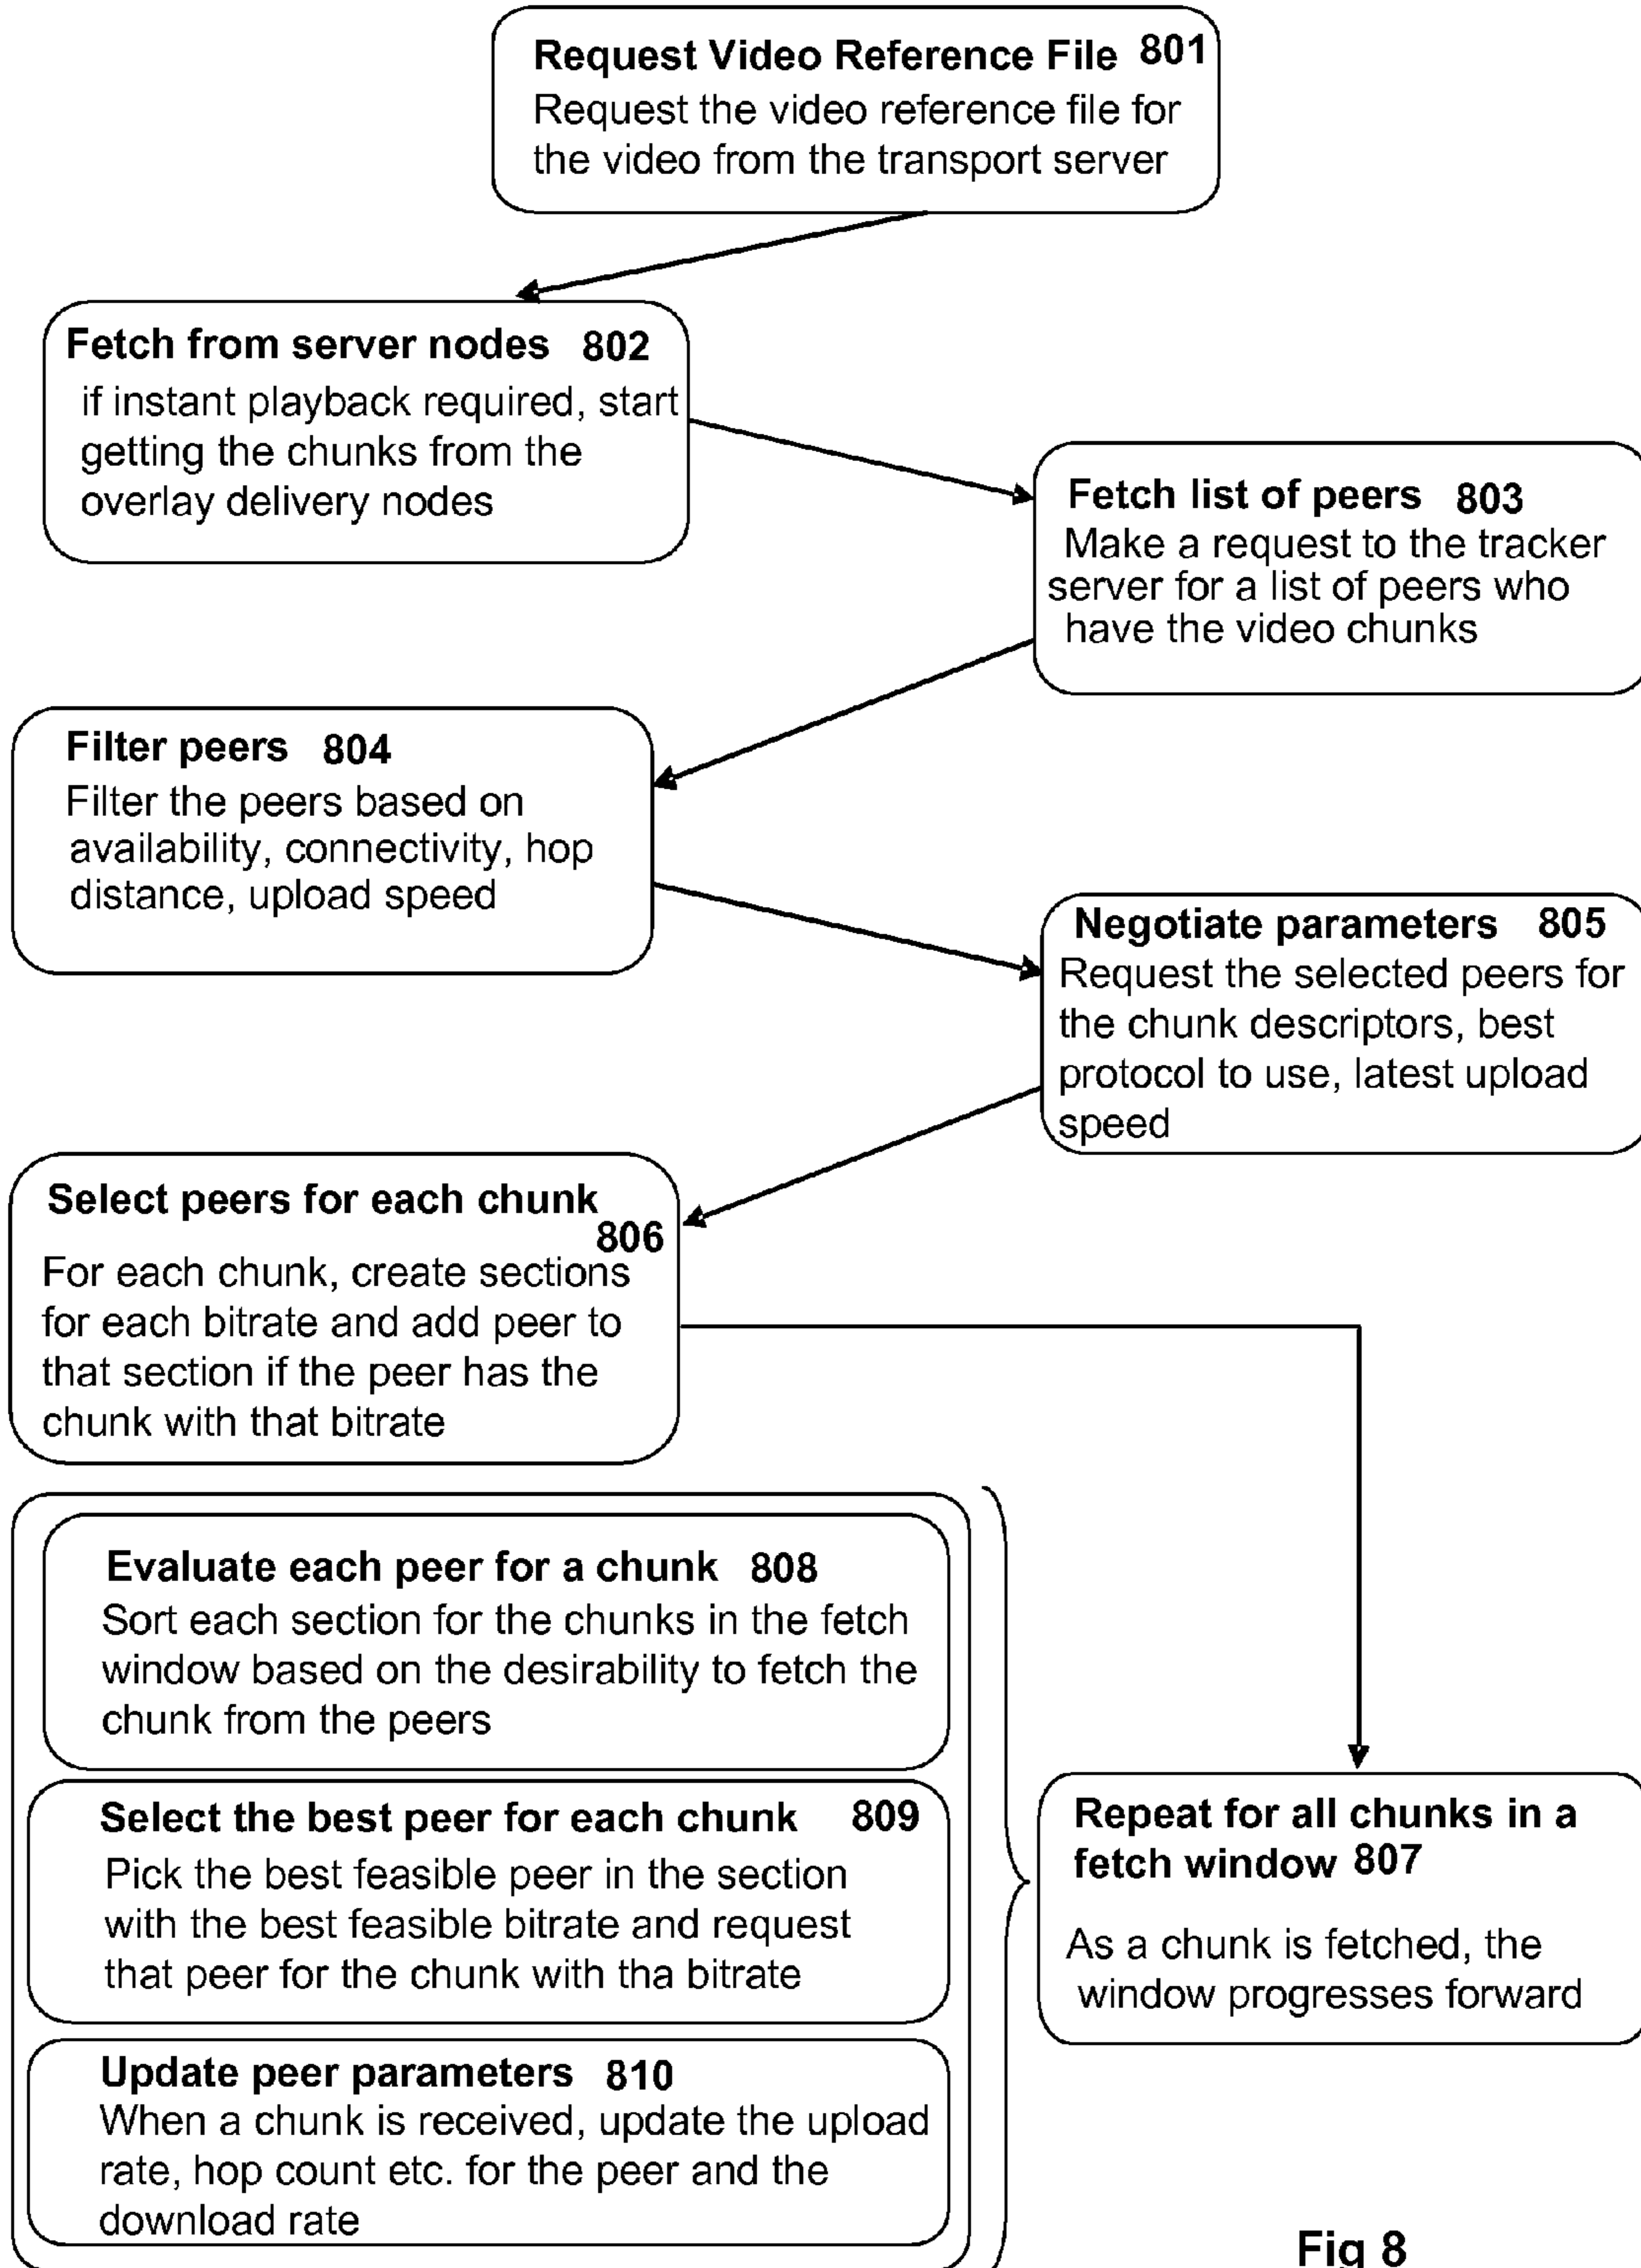 Request Video Reference File 801
Request the video reference file for
the video from the transport server
Fetch from server nodes 802
if instant playback required, start
getting the chunks from the
overlay delivery nodes
Fetch list of peers 803
Make a request to the tracker
server for a list of peers who
have the video chunks
Filter peers 804
Filter the peers based on
availability, connectivity, hop
distance, upload speed
Negotiate parameters 805
Request the selected peers for
the chunk descriptors, best
protocol to use, latest upload
speed
Select peers for each chunk
806
For each chunk, create sections
for each bitrate and add peer to
that section if the peer has the
chunk with that bitrate
Evaluate each peer for a chunk 808
Sort each section for the chunks in the fetch
window based on the desirability to fetch the
chunk from the peers
Select the best peer for each chunk 809
Pick the best feasible peer in the section
with the best feasible bitrate and request
that peer for the chunk with tha bitrate
Update peer parameters 810
When a chunk is received, update the upload
rate, hop count etc. for the peer and the
download rate
Repeat for all chunks in a
fetch window 807
As a chunk is fetched, the
window progresses forward
Fig 8